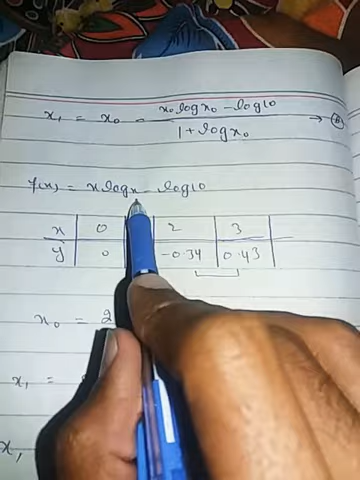 x₁ = x₀ - (x₀ log x₀ - log 10) / (1 + log x₀) → (A)
f(x) = x log x - log 10
x 0 2 3
y 0 -0.34 0.43
x₀ = 2
x₁ =
x₁